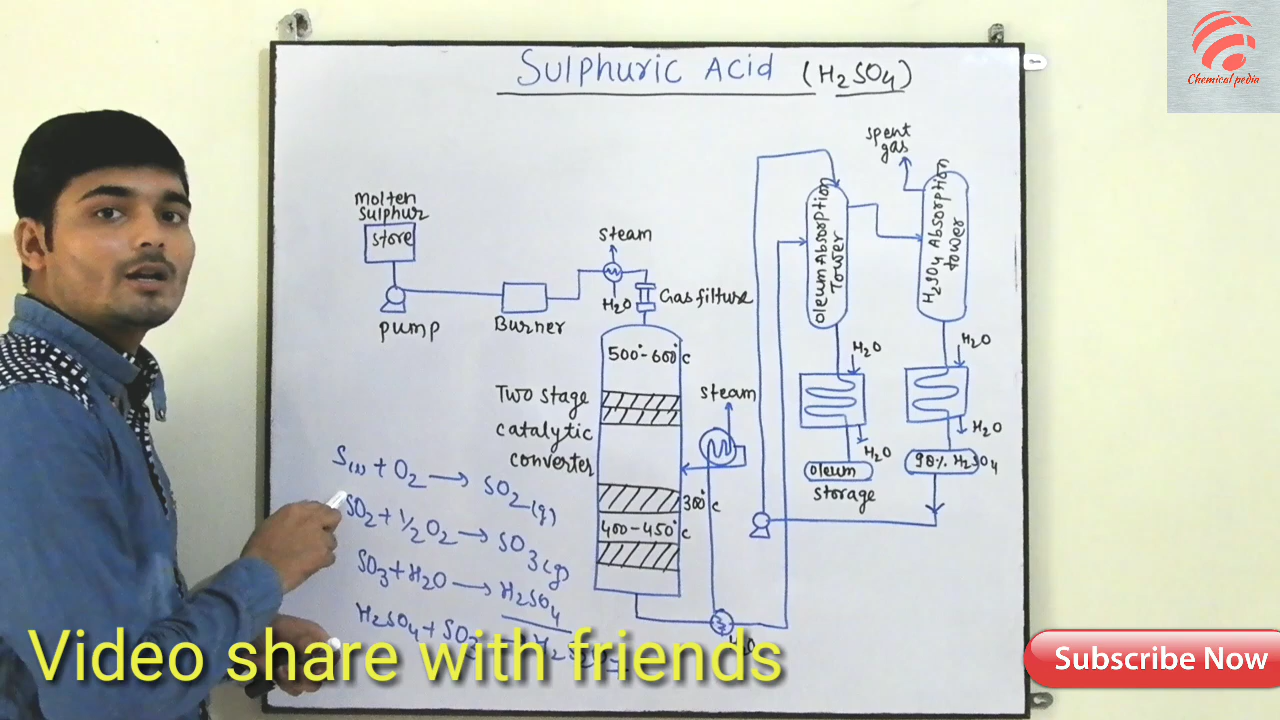 Chemical pedia
Sulphuric Acid (H2SO4)
spent
gas
Molten
Sulphur
store
pump
Burner
steam
H2O
Gas filture
500°-600°c
Two stage
catalytic
converter
steam
300°c
400-450°c
Oleum Absorption
Tower
H2SO4 Absorption
tower
H2O
H2O
H2O
H2O
oleum
storage
98% H2SO4
S(s) + O2 → SO2(g)
SO2 + 1/2 O2 → SO3(g)
SO3 + H2O → H2SO4
H2SO4 + SO3
Video share with friends
Subscribe Now